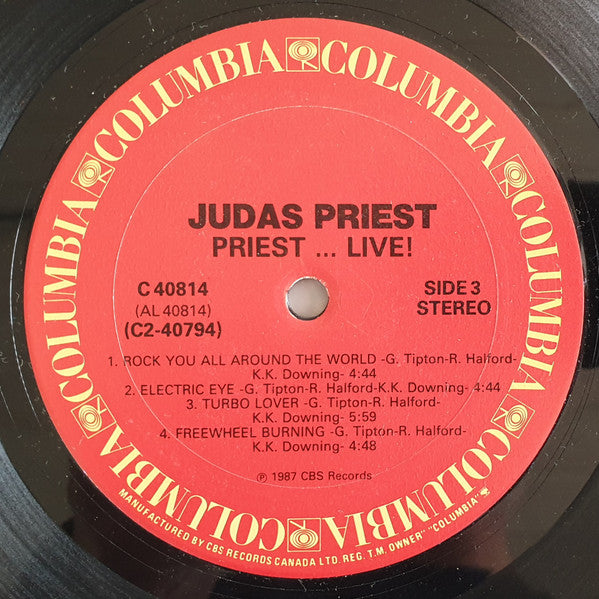 COLUMBIA COLUMBIA COLUMBIA COLUMBIA COLUMBIA COLUMBIA
JUDAS PRIEST
PRIEST ... LIVE!
C 40814
(AL 40814)
(C2-40794)
SIDE 3
STEREO
1. ROCK YOU ALL AROUND THE WORLD -G. Tipton-R. Halford-
K.K. Downing- 4:44
2. ELECTRIC EYE -G. Tipton-R. Halford-K.K. Downing- 4:44
3. TURBO LOVER -G. Tipton-R. Halford-
K.K. Downing- 5:59
4. FREEWHEEL BURNING -G. Tipton-R. Halford-
K.K. Downing- 4:48
℗ 1987 CBS Records
MANUFACTURED BY CBS RECORDS CANADA LTD. REG. T.M. OWNER "COLUMBIA"